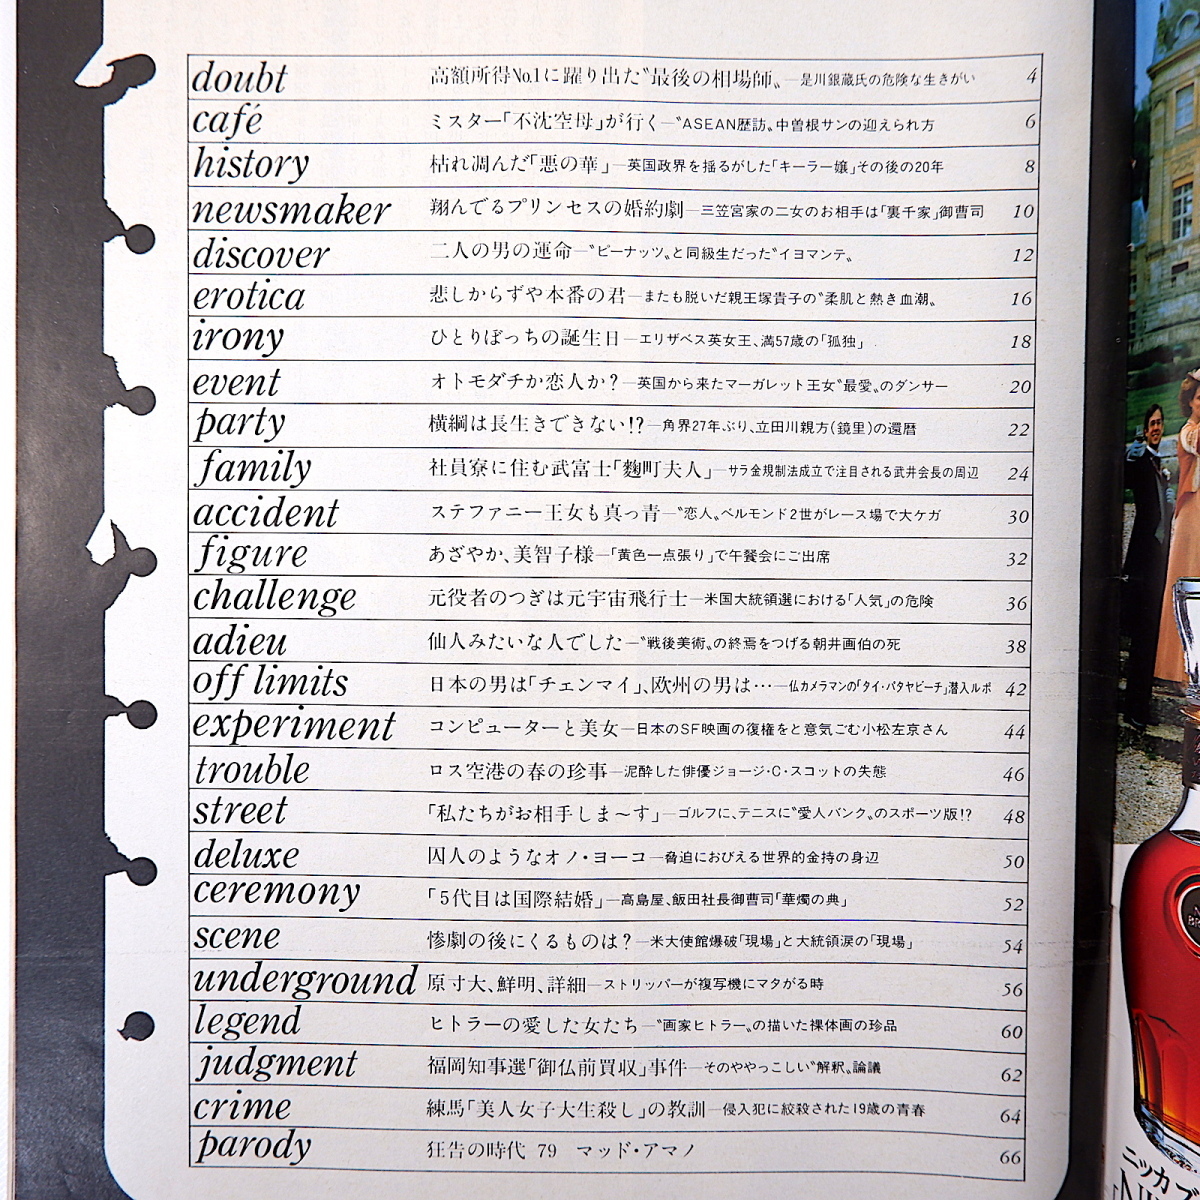 doubt 高額所得No.1に躍り出た〝最後の相場師〟―是川銀蔵氏の危険な生きがい 4
café ミスター「不沈空母」が行く―〝ASEAN歴訪〟中曽根サンの迎えられ方 6
history 枯れ凋んだ「悪の華」―英国政界を揺るがした「キーラー嬢」その後の20年 8
newsmaker 翔んでるプリンセスの婚約劇―三笠宮家の二女のお相手は「裏千家」御曹司 10
discover 二人の男の運命―〝ピーナッツ〟と同級生だった〝イヨマンテ〟 12
erotica 悲しからずや本番の君―またも脱いだ親王塚貴子の〝柔肌と熱き血潮〟 16
irony ひとりぼっちの誕生日―エリザベス英女王、満57歳の「孤独」 18
event オトモダチか恋人か?―英国から来たマーガレット王女〝最愛〟のダンサー 20
party 横綱は長生きできない!?―角界27年ぶり、立田川親方(鏡里)の還暦 22
family 社員寮に住む武富士「麴町夫人」―サラ金規制法成立で注目される武井会長の周辺 24
accident ステファニー王女も真っ青―〝恋人〟ベルモンド2世がレース場で大ケガ 30
figure あざやか、美智子様―「黄色一点張り」で午餐会にご出席 32
challenge 元役者のつぎは元宇宙飛行士―米国大統領選における「人気」の危険 36
adieu 仙人みたいな人でした―〝戦後美術〟の終焉をつげる朝井画伯の死 38
off limits 日本の男は「チェンマイ」、欧州の男は…―仏カメラマンの「タイ・パタヤビーチ」潜入ルポ 42
experiment コンピューターと美女―日本のSF映画の復権をと意気ごむ小松左京さん 44
trouble ロス空港の春の珍事―泥酔した俳優ジョージ・C・スコットの失態 46
street 「私たちがお相手しま～す」―ゴルフに、テニスに〝愛人バンク〟のスポーツ版!? 48
deluxe 囚人のようなオノ・ヨーコ―脅迫におびえる世界的金持の身辺 50
ceremony 「5代目は国際結婚」―高島屋、飯田社長御曹司「華燭の典」 52
scene 惨劇の後にくるものは?―米大使館爆破「現場」と大統領涙の「現場」 54
underground 原寸大、鮮明、詳細―ストリッパーが複写機にマタがる時 56
legend ヒトラーの愛した女たち―〝画家ヒトラー〟の描いた裸体画の珍品 60
judgment 福岡知事選「御仏前買収」事件―そのややっこしい〝解釈〟論議 62
crime 練馬「美人女子大生殺し」の教訓―侵入犯に絞殺された19歳の青春 64
parody 狂告の時代 79 マッド・アマノ 66
ニッカ